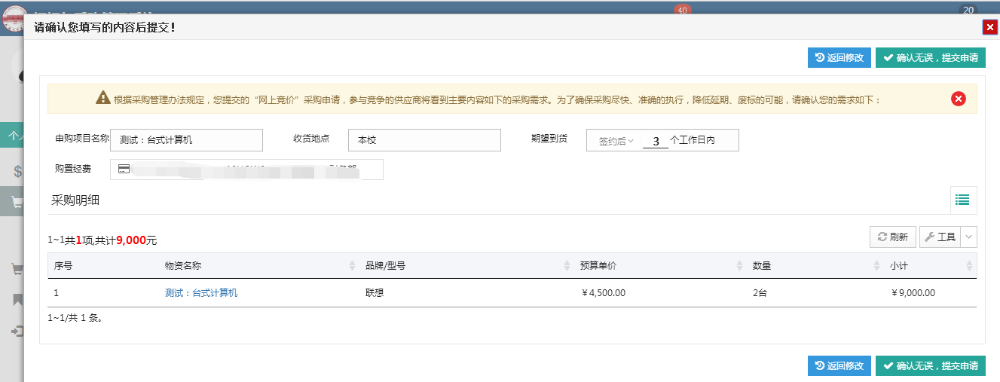 40
20
请确认您填写的内容后提交!
返回修改
确认无误，提交申请
根据采购管理办法规定，您提交的“网上竞价”采购申请，参与竞争的供应商将看到主要内容如下的采购需求。为了确保采购尽快、准确的执行，降低延期、废标的可能，请确认您的需求如下：
申购项目名称 测试：台式计算机 收货地点 本校 期望到货 签约后 3 个工作日内
个人
购置经费
采购明细
1~1共1项,共计9,000元
刷新
工具
序号 物资名称 品牌/型号 预算单价 数量 小计
1 测试：台式计算机 联想 ￥4,500.00 2台 ￥9,000.00
1~1/共 1 条。
返回修改
确认无误，提交申请